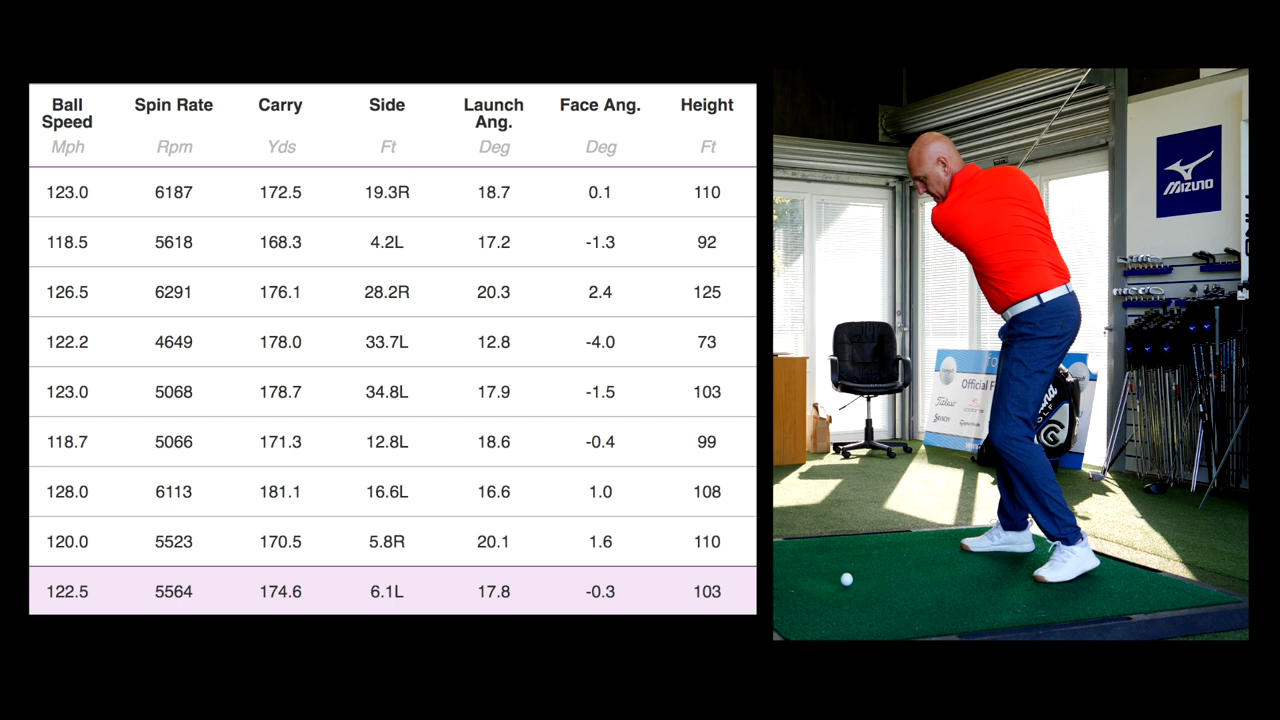 Ball Speed Spin Rate Carry Side Launch Ang. Face Ang. Height
Mph Rpm Yds Ft Deg Deg Ft
123.0 6187 172.5 19.3R 18.7 0.1 110
118.5 5618 168.3 4.2L 17.2 -1.3 92
126.5 6291 176.1 28.2R 20.3 2.4 125
122.2 4649 178.0 33.7L 12.8 -4.0 73
123.0 5068 178.7 34.8L 17.9 -1.5 103
118.7 5066 171.3 12.8L 18.6 -0.4 99
128.0 6113 181.1 16.6L 16.6 1.0 108
120.0 5523 170.5 5.8R 20.1 1.6 110
122.5 5564 174.6 6.1L 17.8 -0.3 103
MIZUNO
Official F
Titleist
SRIXON